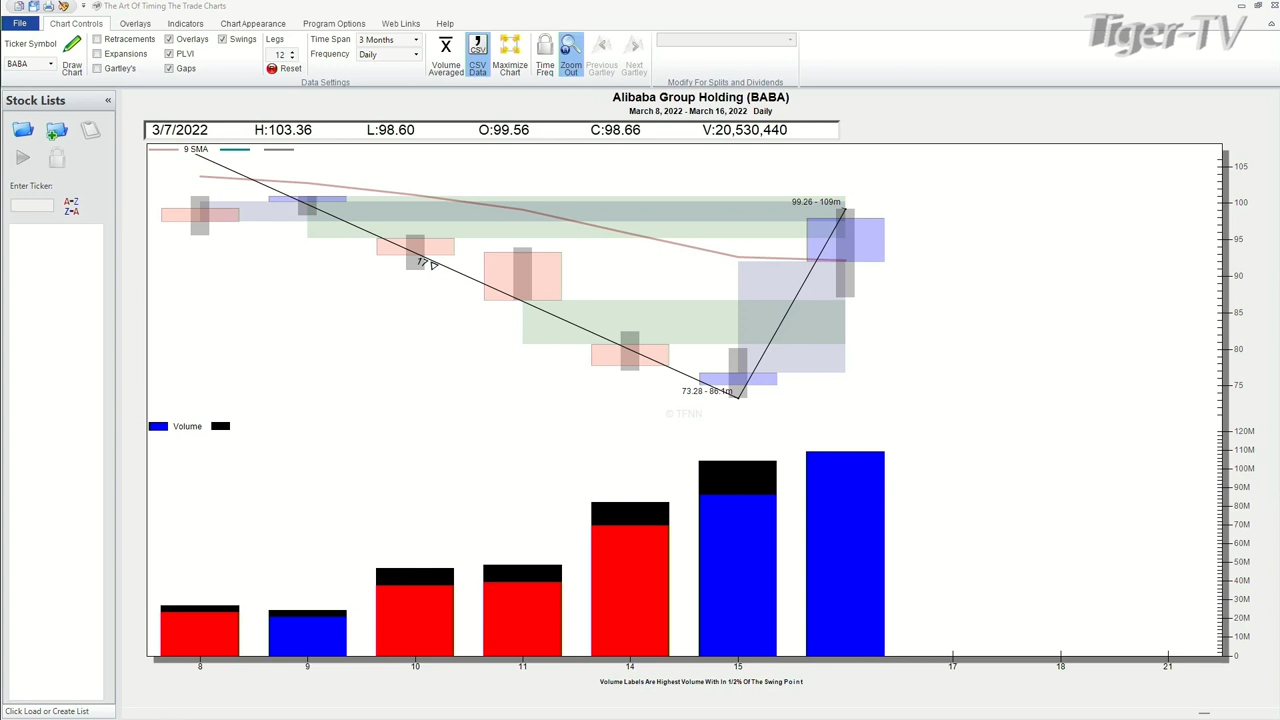 The Art Of Timing The Trade Charts
File Chart Controls Overlays Indicators Chart Appearance Program Options Web Links Help
Tiger-TV
Ticker Symbol
BABA
Draw
Chart
Retracements
Expansions
Gartley's
Overlays
PLVI
Gaps
Swings
Legs
12
Reset
Time Span 3 Months
Frequency Daily
Data Settings
Volume
Averaged
CSV
CSV
Data
Maximize
Chart
Time
Freq
Zoom
Out
Previous
Gartley
Next
Gartley
Modify For Splits and Dividends
Stock Lists «
Enter Ticker:
A-Z
Z-A
Click Load or Create List
Alibaba Group Holding (BABA)
March 8, 2022 - March 16, 2022 Daily
3/7/2022 H:103.36 L:98.60 O:99.56 C:98.66 V:20,530,440
9 SMA
99.26 - 109m
73.28 - 86.1m
© TFNN
105
100
95
90
85
80
75
Volume
120M
110M
100M
90M
80M
70M
60M
50M
40M
30M
20M
10M
0
8 9 10 11 14 15 17 18 21
Volume Labels Are Highest Volume With In 1/2% Of The Swing Point